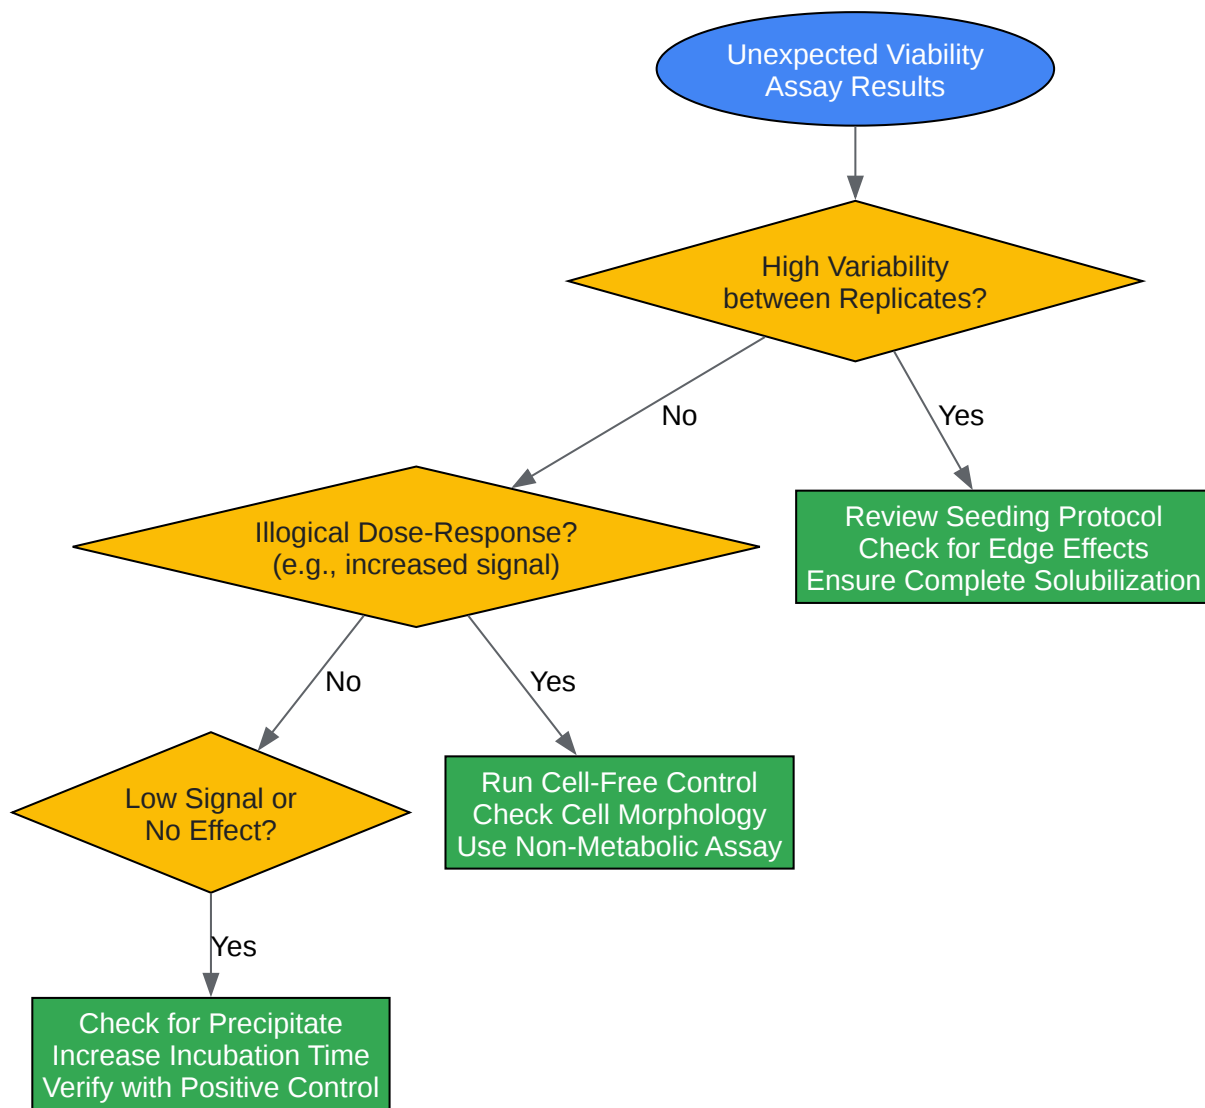 Unexpected Viability
Assay Results
High Variability
between Replicates?
No
Yes
Illogical Dose-Response?
(e.g., increased signal)
Review Seeding Protocol
Check for Edge Effects
Ensure Complete Solubilization
No
Yes
Low Signal or
No Effect?
Run Cell-Free Control
Check Cell Morphology
Use Non-Metabolic Assay
Yes
Check for Precipitate
Increase Incubation Time
Verify with Positive Control